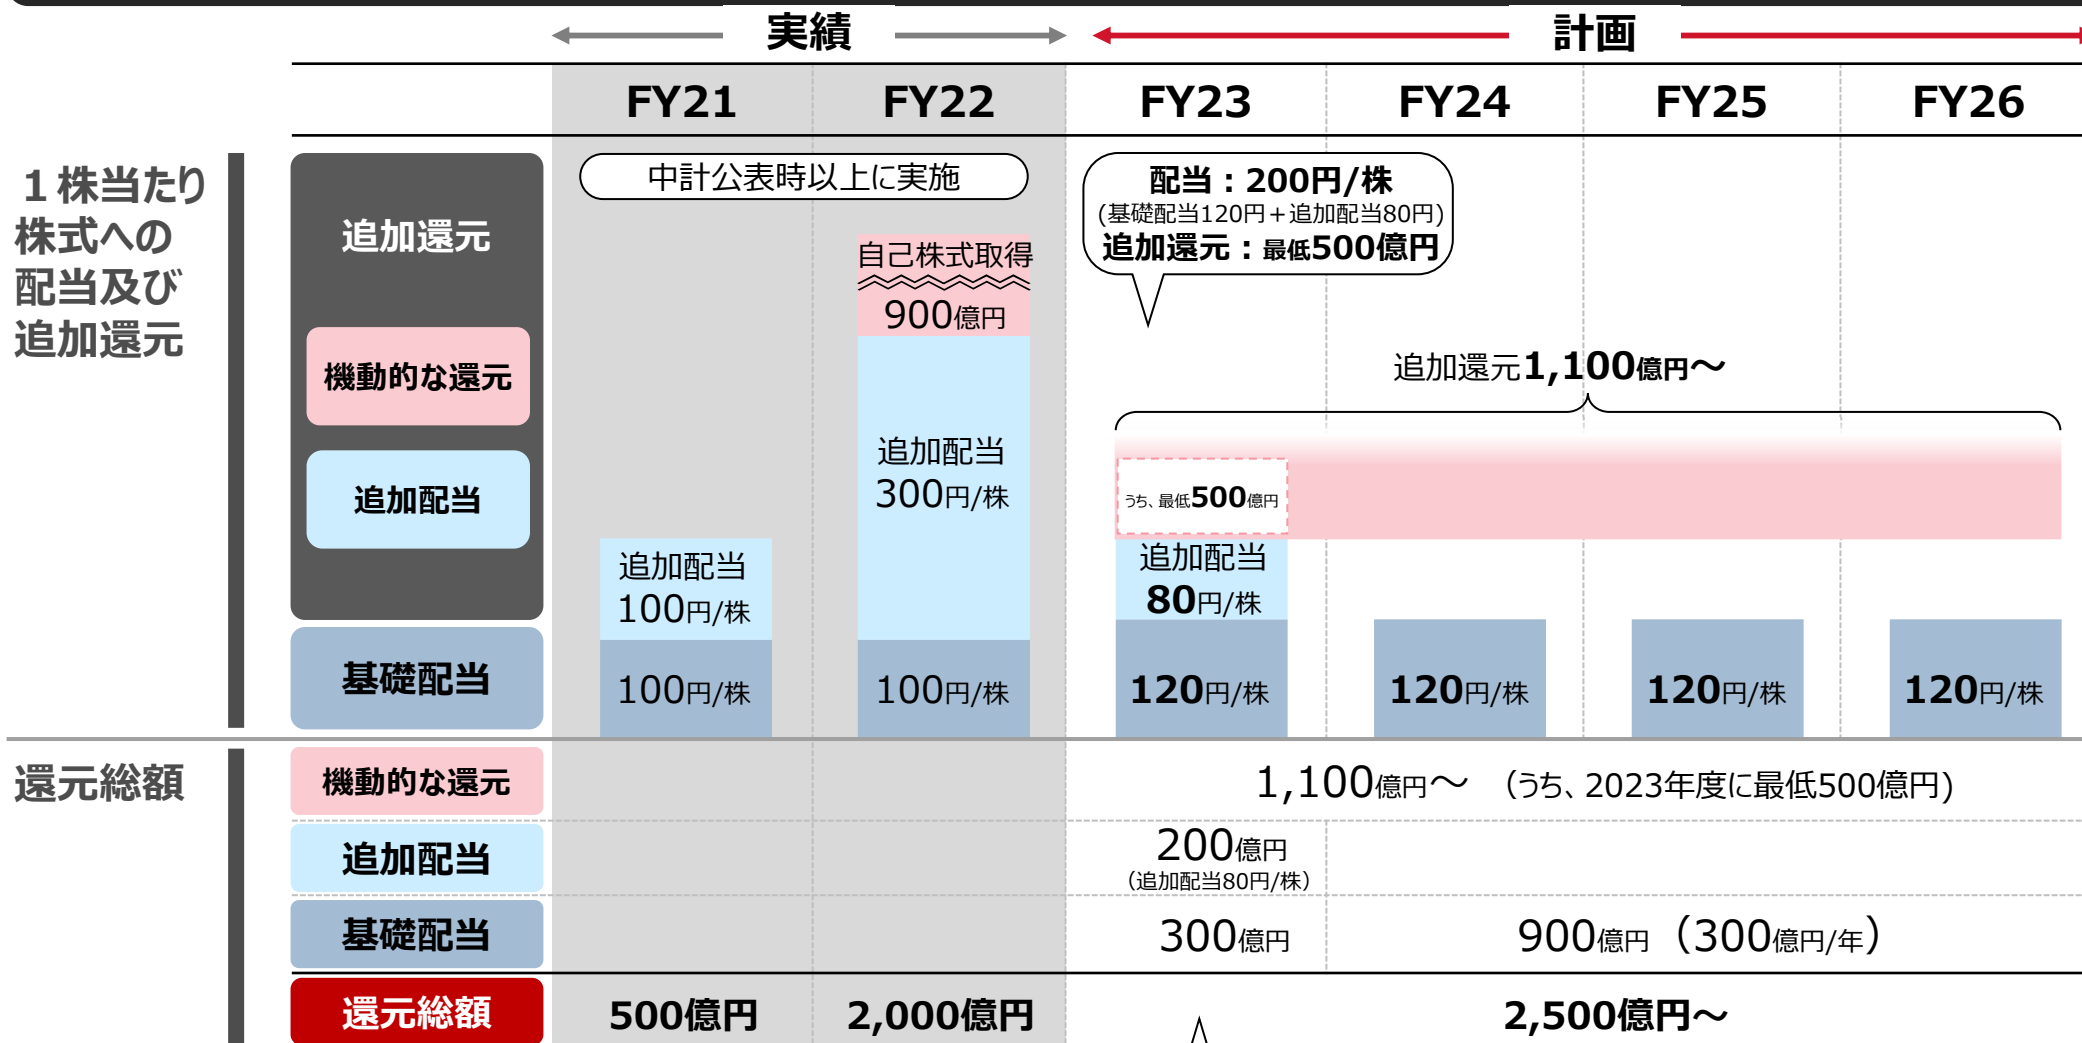 実績
計画
FY21
FY22
FY23
FY24
FY25
FY26
1株当たり
株式への
配当及び
追加還元
追加還元
機動的な還元
追加配当
基礎配当
中計公表時以上に実施
配当：200円/株
(基礎配当120円＋追加配当80円)
追加還元：最低500億円
自己株式取得
900億円
追加配当
300円/株
追加配当
100円/株
100円/株
100円/株
追加還元1,100億円～
うち、最低500億円
追加配当
80円/株
120円/株
120円/株
120円/株
120円/株
還元総額
機動的な還元
1,100億円～ （うち、2023年度に最低500億円）
追加配当
200億円
（追加配当80円/株）
基礎配当
300億円
900億円（300億円/年）
還元総額
500億円
2,000億円
2,500億円～